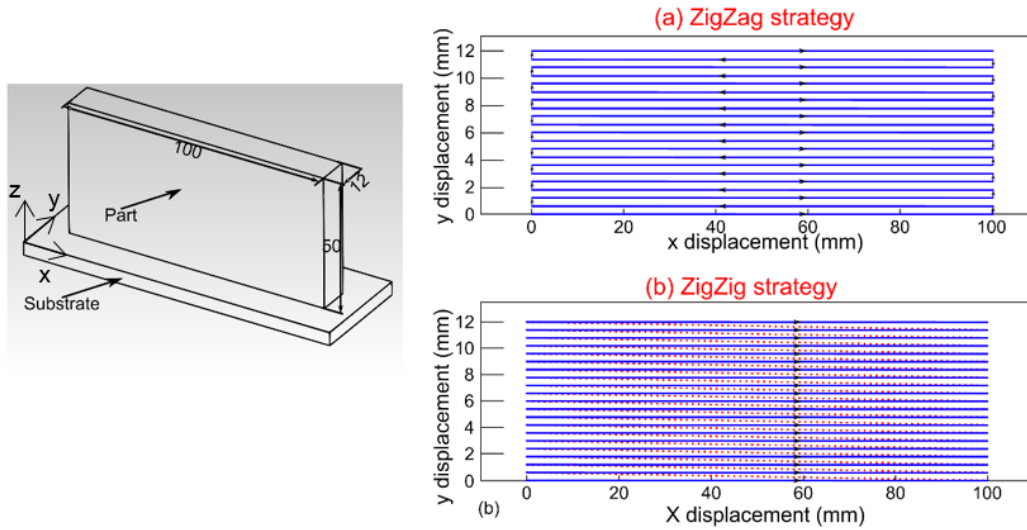 z
y
x
100
12
50
Part
Substrate
(a) ZigZag strategy
y displacement (mm)
12
10
8
6
4
2
0
0 20 40 60 80 100
x displacement (mm)
(b) ZigZig strategy
y displacement (mm)
12
10
8
6
4
2
0
0 20 40 60 80 100
X displacement (mm)
(b)